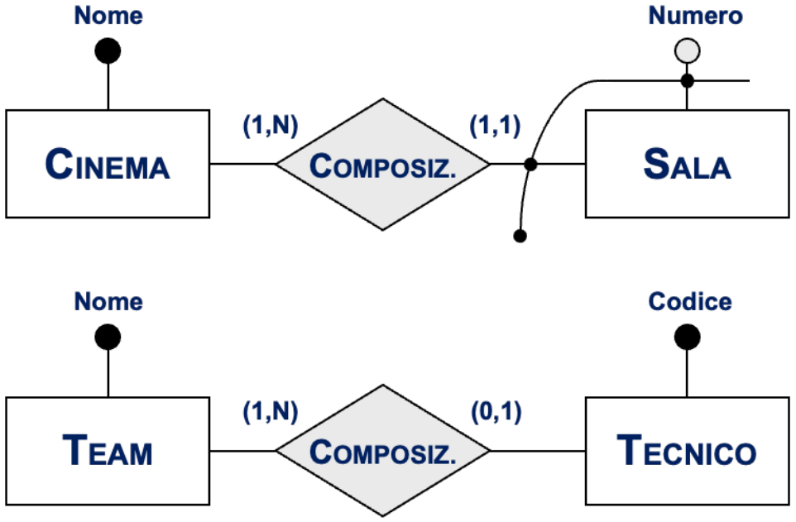 Nome
Numero
(1,N)
(1,1)
CINEMA
COMPOSIZ.
SALA
Nome
Codice
(1,N)
(0,1)
TEAM
COMPOSIZ.
TECNICO